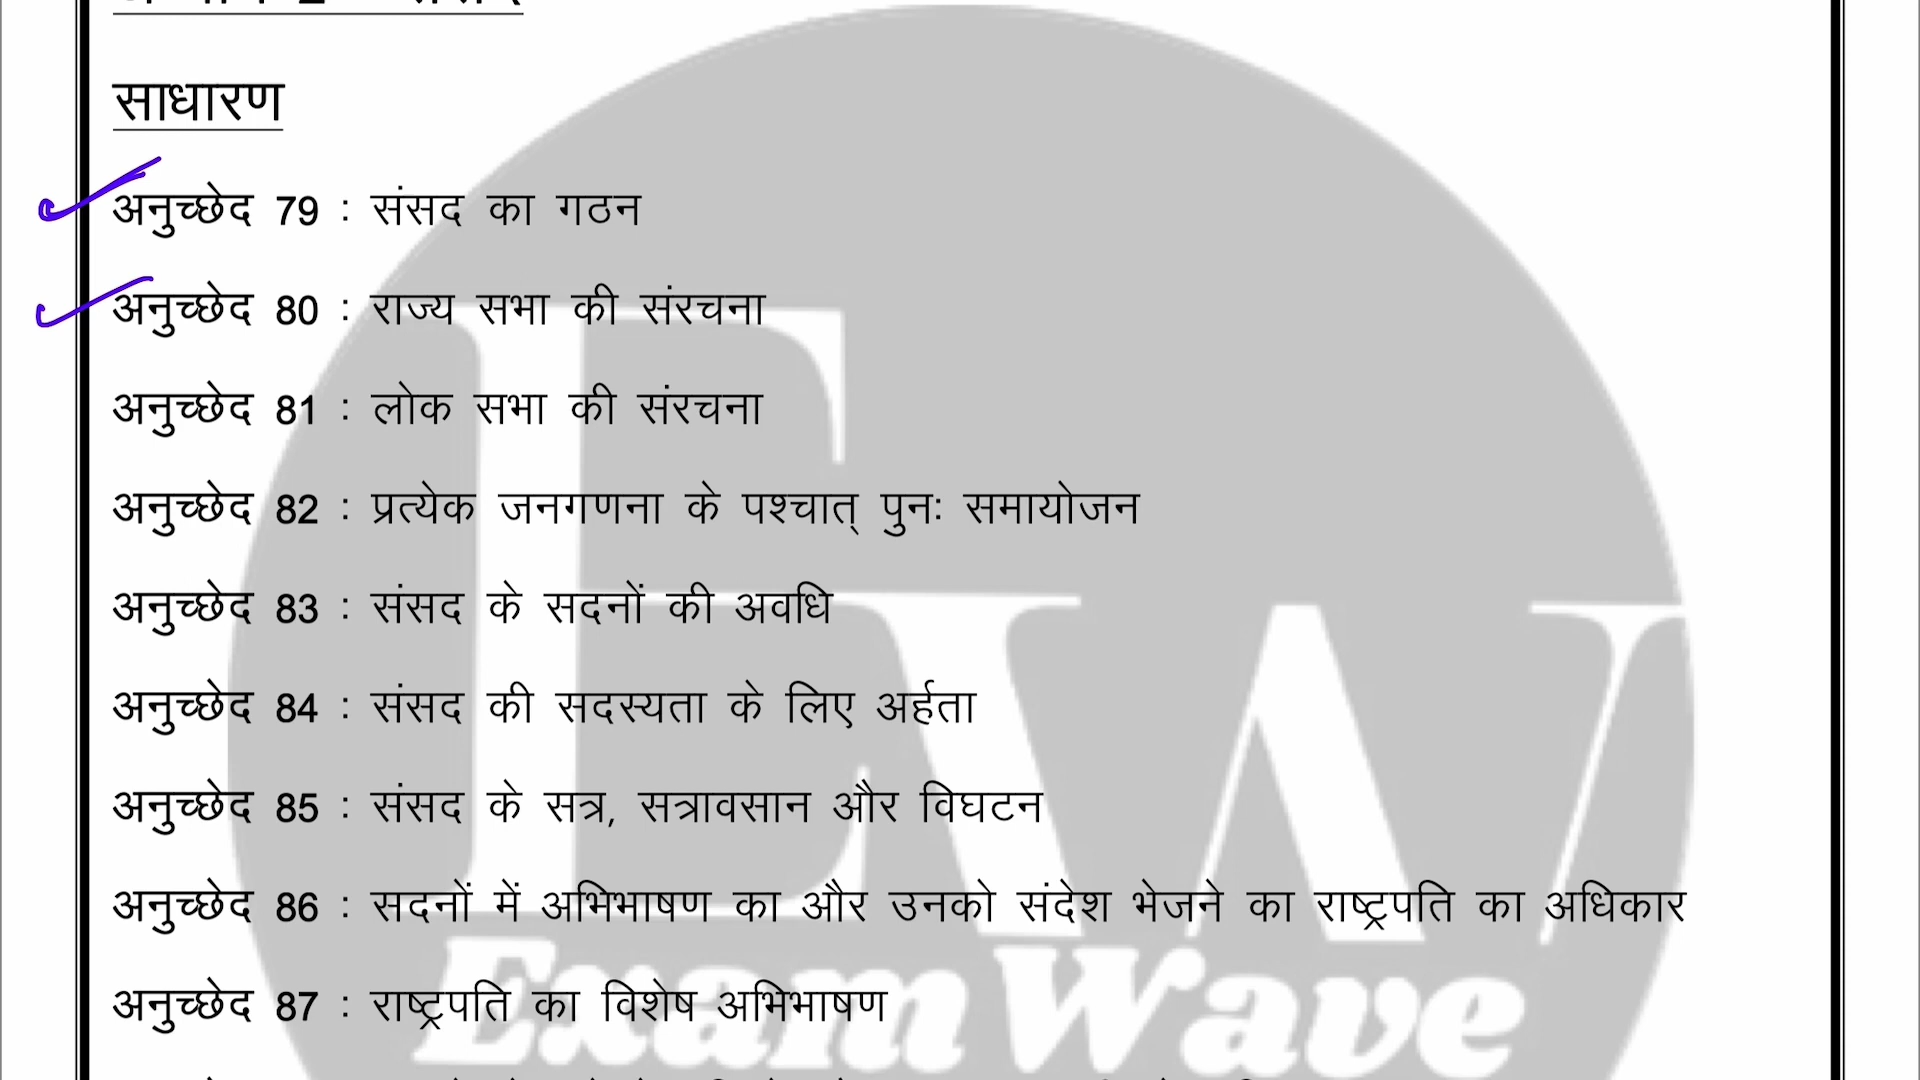 साधारण
अनुच्छेद 79 : संसद का गठन
अनुच्छेद 80 : राज्य सभा की संरचना
अनुच्छेद 81 : लोक सभा की संरचना
अनुच्छेद 82 : प्रत्येक जनगणना के पश्चात् पुनः समायोजन
अनुच्छेद 83 : संसद के सदनों की अवधि
अनुच्छेद 84 : संसद की सदस्यता के लिए अर्हता
अनुच्छेद 85 : संसद के सत्र, सत्रावसान और विघटन
अनुच्छेद 86 : सदनों में अभिभाषण का और उनको संदेश भेजने का राष्ट्रपति का अधिकार
अनुच्छेद 87 : राष्ट्रपति का विशेष अभिभाषण
EW
ExamWave